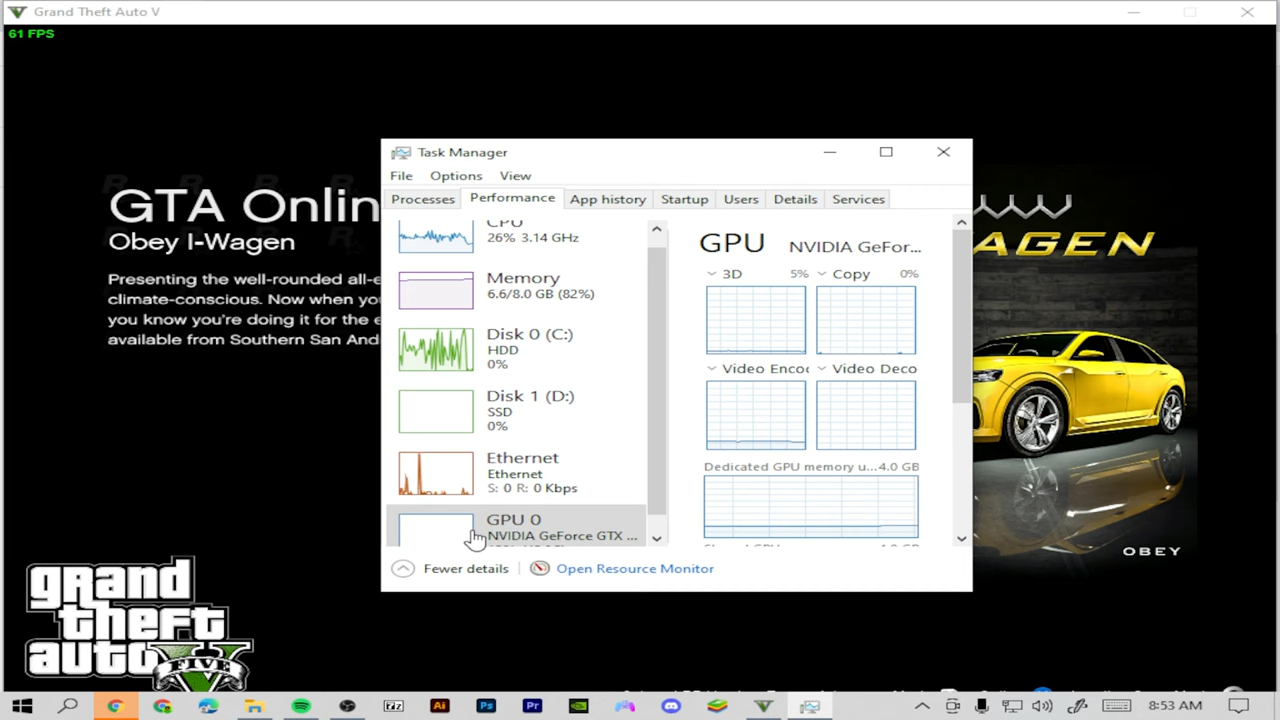 Grand Theft Auto V
61 FPS
GTA Onlin
Obey I-Wagen
Presenting the well-rounded all-e
climate-conscious. Now when you
you know you're doing it for the e
available from Southern San And
Task Manager
File Options View
Processes Performance App history Startup Users Details Services
CPU
26% 3.14 GHz
Memory
6.6/8.0 GB (82%)
Disk 0 (C:)
HDD
0%
Disk 1 (D:)
SSD
0%
Ethernet
Ethernet
S: 0 R: 0 Kbps
GPU 0
NVIDIA GeForce GTX ...
GPU NVIDIA GeFor...
3D 5% Copy 0%
Video Enco Video Deco
Dedicated GPU memory u... 4.0 GB
Fewer details Open Resource Monitor
AGEN
OBEY
grand
theft
auto V
FIVE
8:53 AM